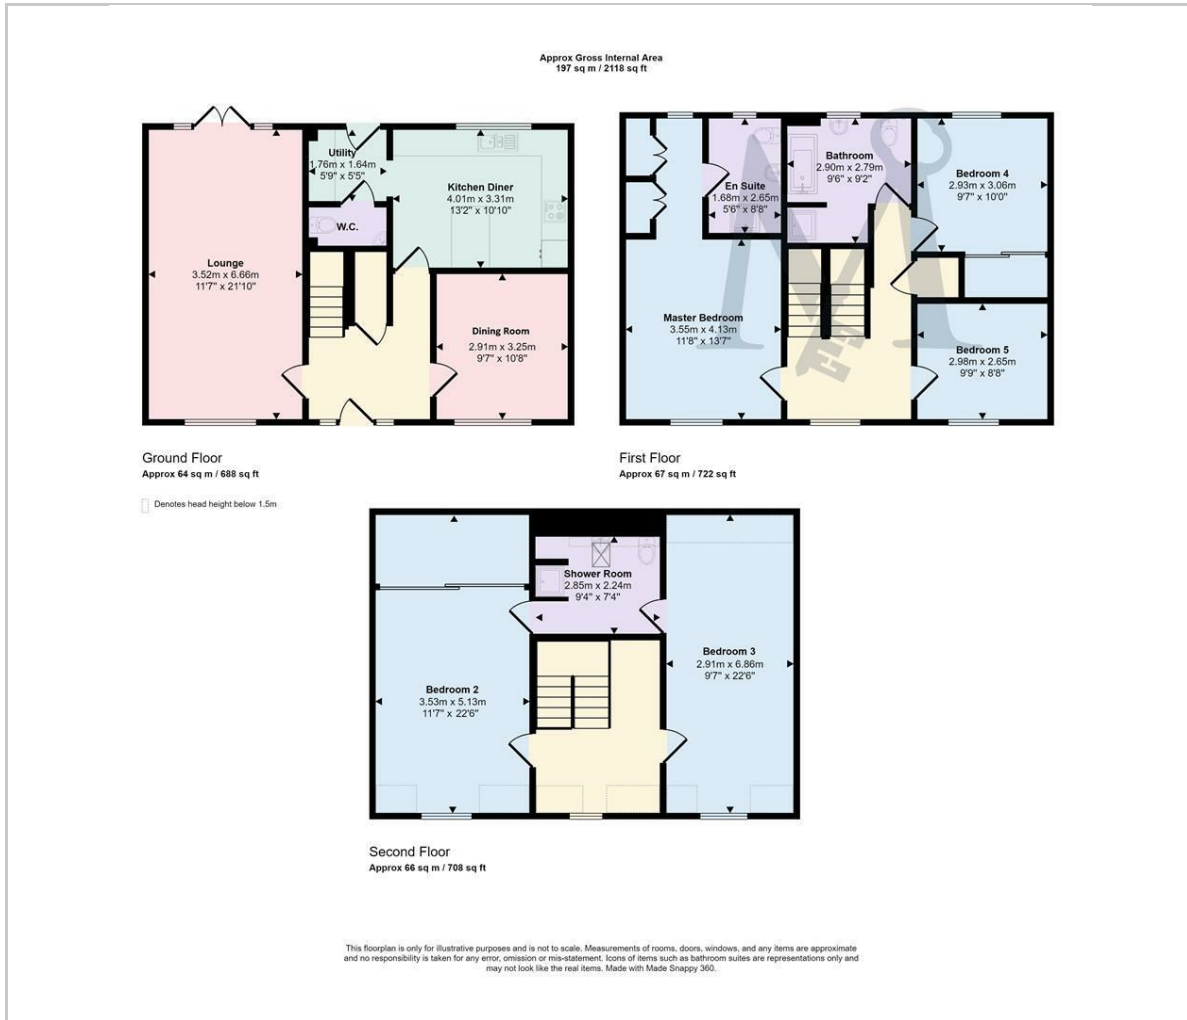 Approx Gross Internal Area
197 sq m / 2118 sq ft
Utility
1.76m x 1.64m
5'9" x 5'5"
Kitchen Diner
4.01m x 3.31m
13'2" x 10'10"
W.C.
Lounge
3.52m x 6.66m
11'7" x 21'10"
Dining Room
2.91m x 3.25m
9'7" x 10'8"
Ground Floor
Approx 64 sq m / 688 sq ft
Denotes head height below 1.5m
En Suite
1.68m x 2.65m
5'6" x 8'8"
Bathroom
2.90m x 2.79m
9'6" x 9'2"
Bedroom 4
2.93m x 3.06m
9'7" x 10'0"
Master Bedroom
3.55m x 4.13m
11'8" x 13'7"
Bedroom 5
2.98m x 2.65m
9'9" x 8'8"
First Floor
Approx 67 sq m / 722 sq ft
Shower Room
2.85m x 2.24m
9'4" x 7'4"
Bedroom 2
3.53m x 5.13m
11'7" x 22'6"
Bedroom 3
2.91m x 6.86m
9'7" x 22'6"
Second Floor
Approx 66 sq m / 708 sq ft
This floorplan is only for illustrative purposes and is not to scale. Measurements of rooms, doors, windows, and any items are approximate
and no responsibility is taken for any error, omission or mis-statement. Icons of items such as bathroom suites are representations only and
may not look like the real items. Made with Made Snappy 360.